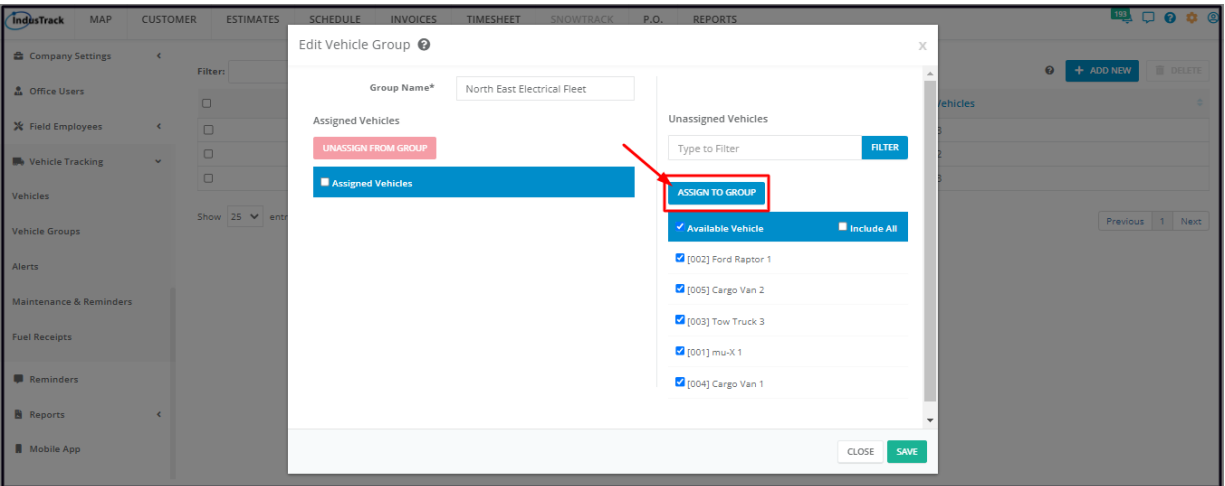 IndusTrack MAP CUSTOMER ESTIMATES SCHEDULE INVOICES TIMESHEET SNOWTRACK P.O. REPORTS 193
Company Settings
Office Users
Field Employees
Vehicle Tracking
Vehicles
Vehicle Groups
Alerts
Maintenance & Reminders
Fuel Receipts
Reminders
Reports
Mobile App
Filter:
Show 25 entr
+ ADD NEW DELETE
Vehicles
3
2
3
Previous 1 Next
Edit Vehicle Group ? X
Group Name* North East Electrical Fleet
Assigned Vehicles
UNASSIGN FROM GROUP
Assigned Vehicles
Unassigned Vehicles
Type to Filter FILTER
ASSIGN TO GROUP
Available Vehicle Include All
[002] Ford Raptor 1
[005] Cargo Van 2
[003] Tow Truck 3
[001] mu-X 1
[004] Cargo Van 1
CLOSE SAVE